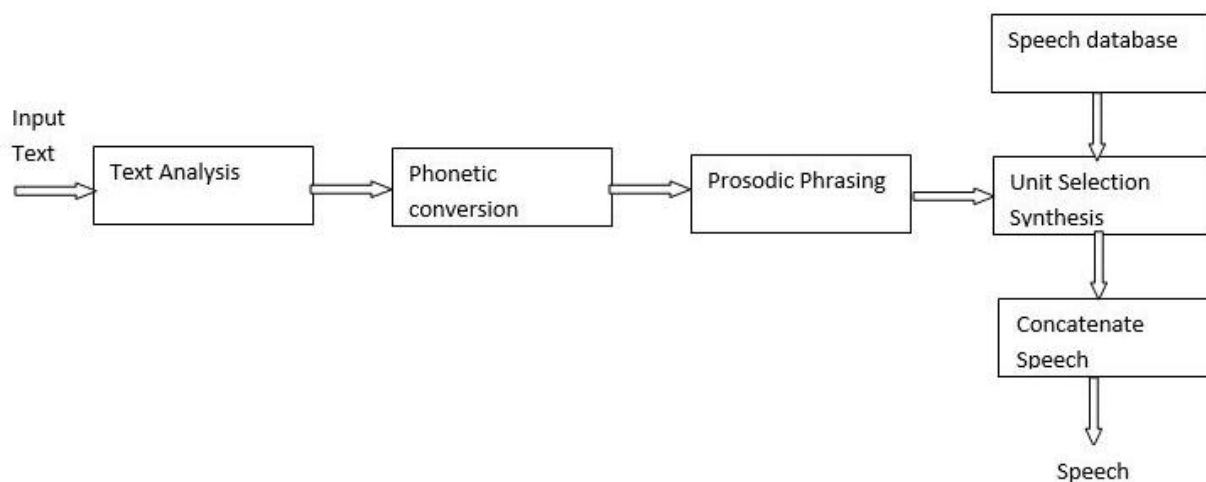 Speech database
Input
Text
Text Analysis
Phonetic
conversion
Prosodic Phrasing
Unit Selection
Synthesis
Concatenate
Speech
Speech